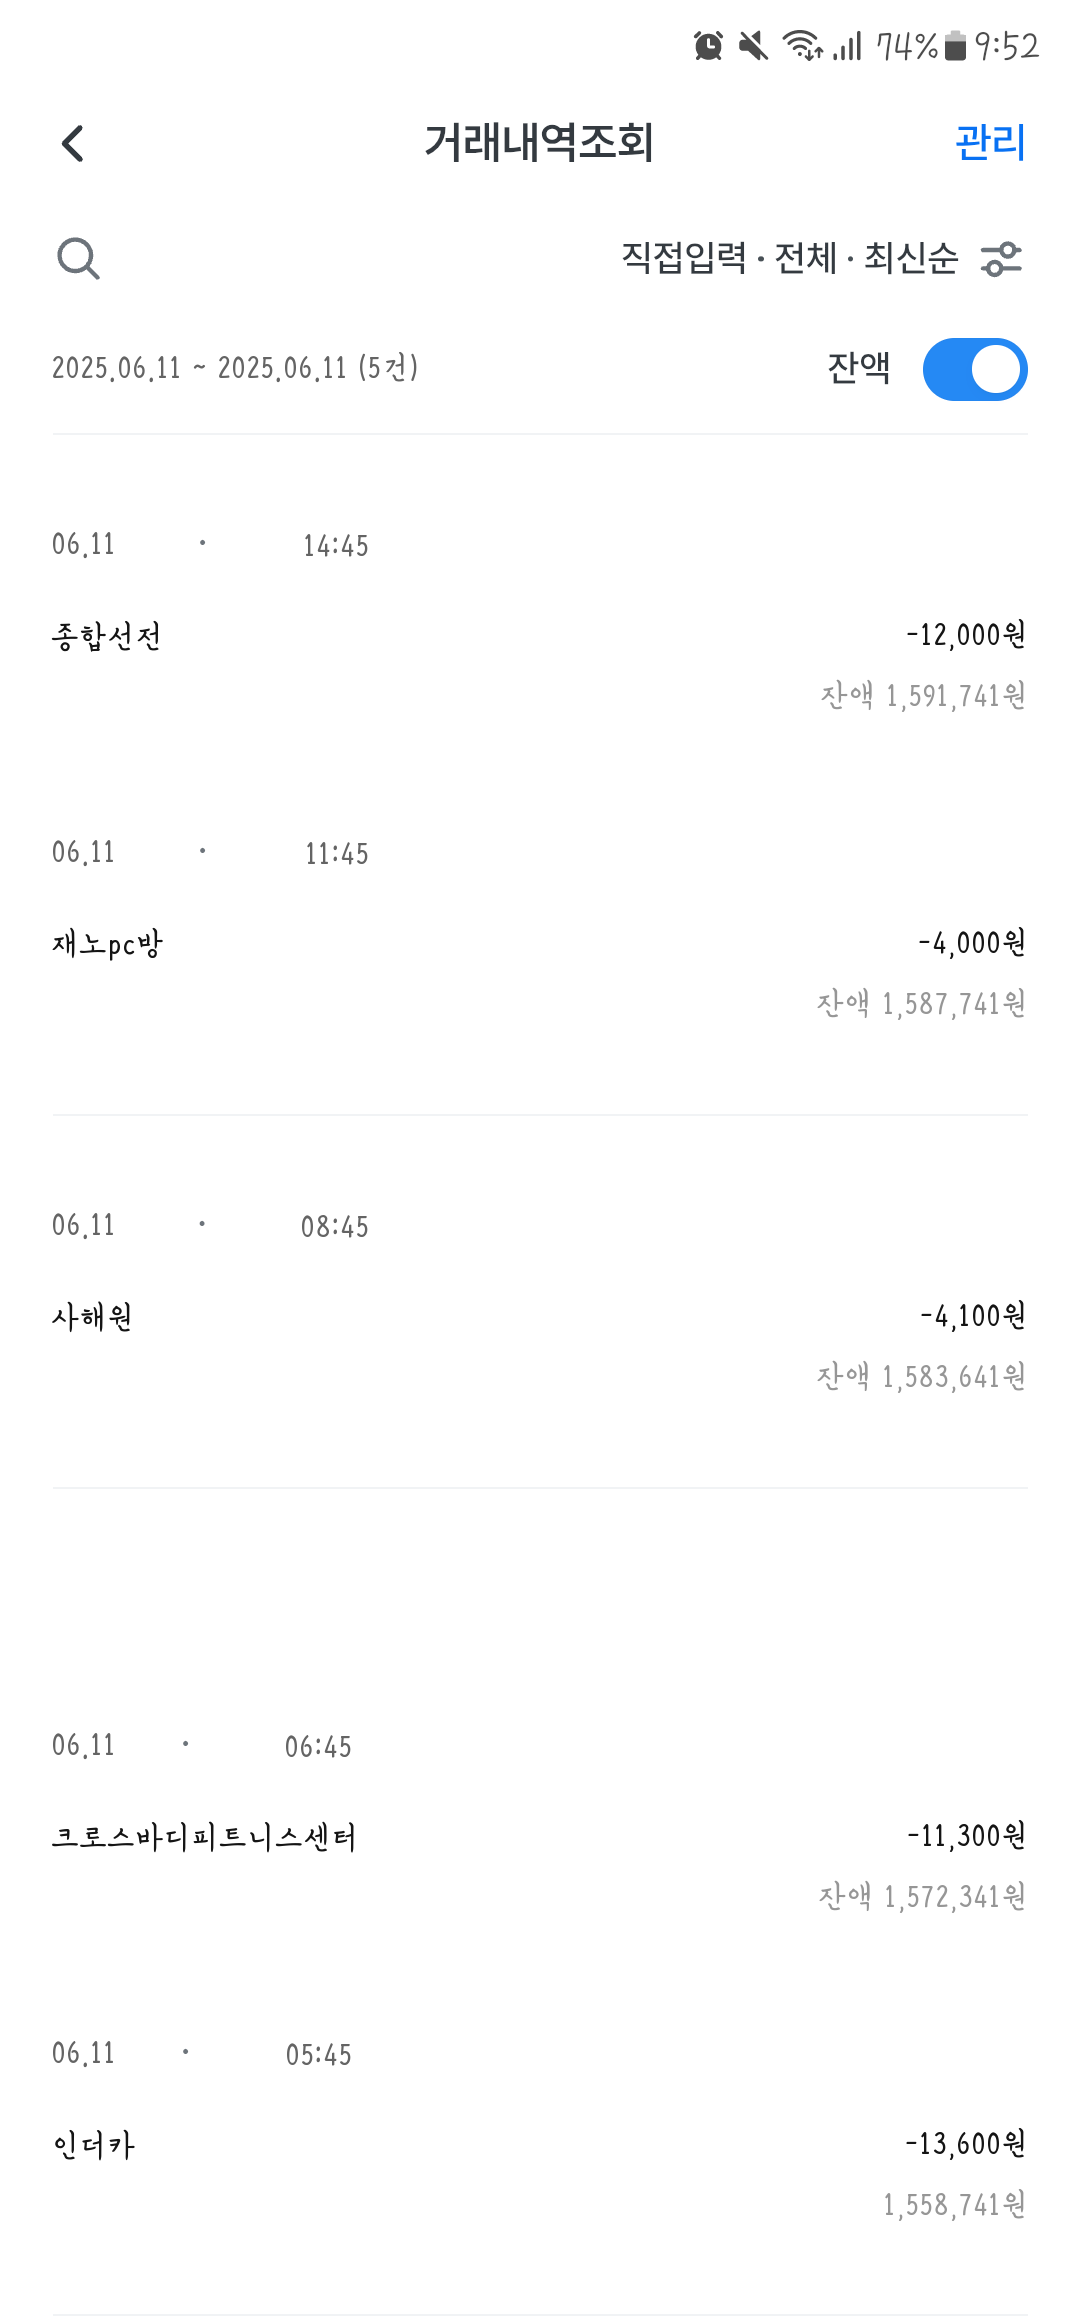 74% 9:52
거래내역조회 관리
직접입력 · 전체 · 최신순
2025.06.11 ~ 2025.06.11 (5건) 잔액
06.11 · 14:45
종합선전 -12,000원
잔액 1,591,741원
06.11 · 11:45
재노pc방 -4,000원
잔액 1,587,741원
06.11 · 08:45
사해원 -4,100원
잔액 1,583,641원
06.11 · 06:45
크로스바디피트니스센터 -11,300원
잔액 1,572,341원
06.11 · 05:45
인더카 -13,600원
1,558,741원